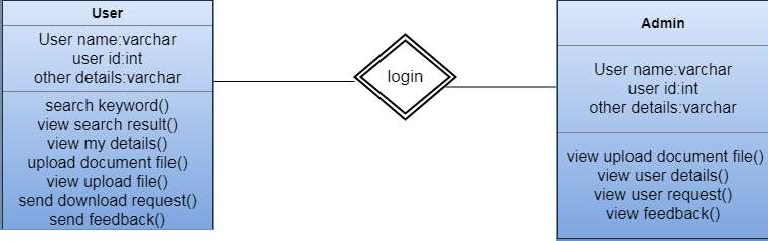 User
User name:varchar
user id:int
other details:varchar
search keyword()
view search result()
view my details()
upload document file()
view upload file()
send download request()
send feedback()
login
Admin
User name:varchar
user id:int
other details:varchar
view upload document file()
view user details()
view user request()
view feedback()